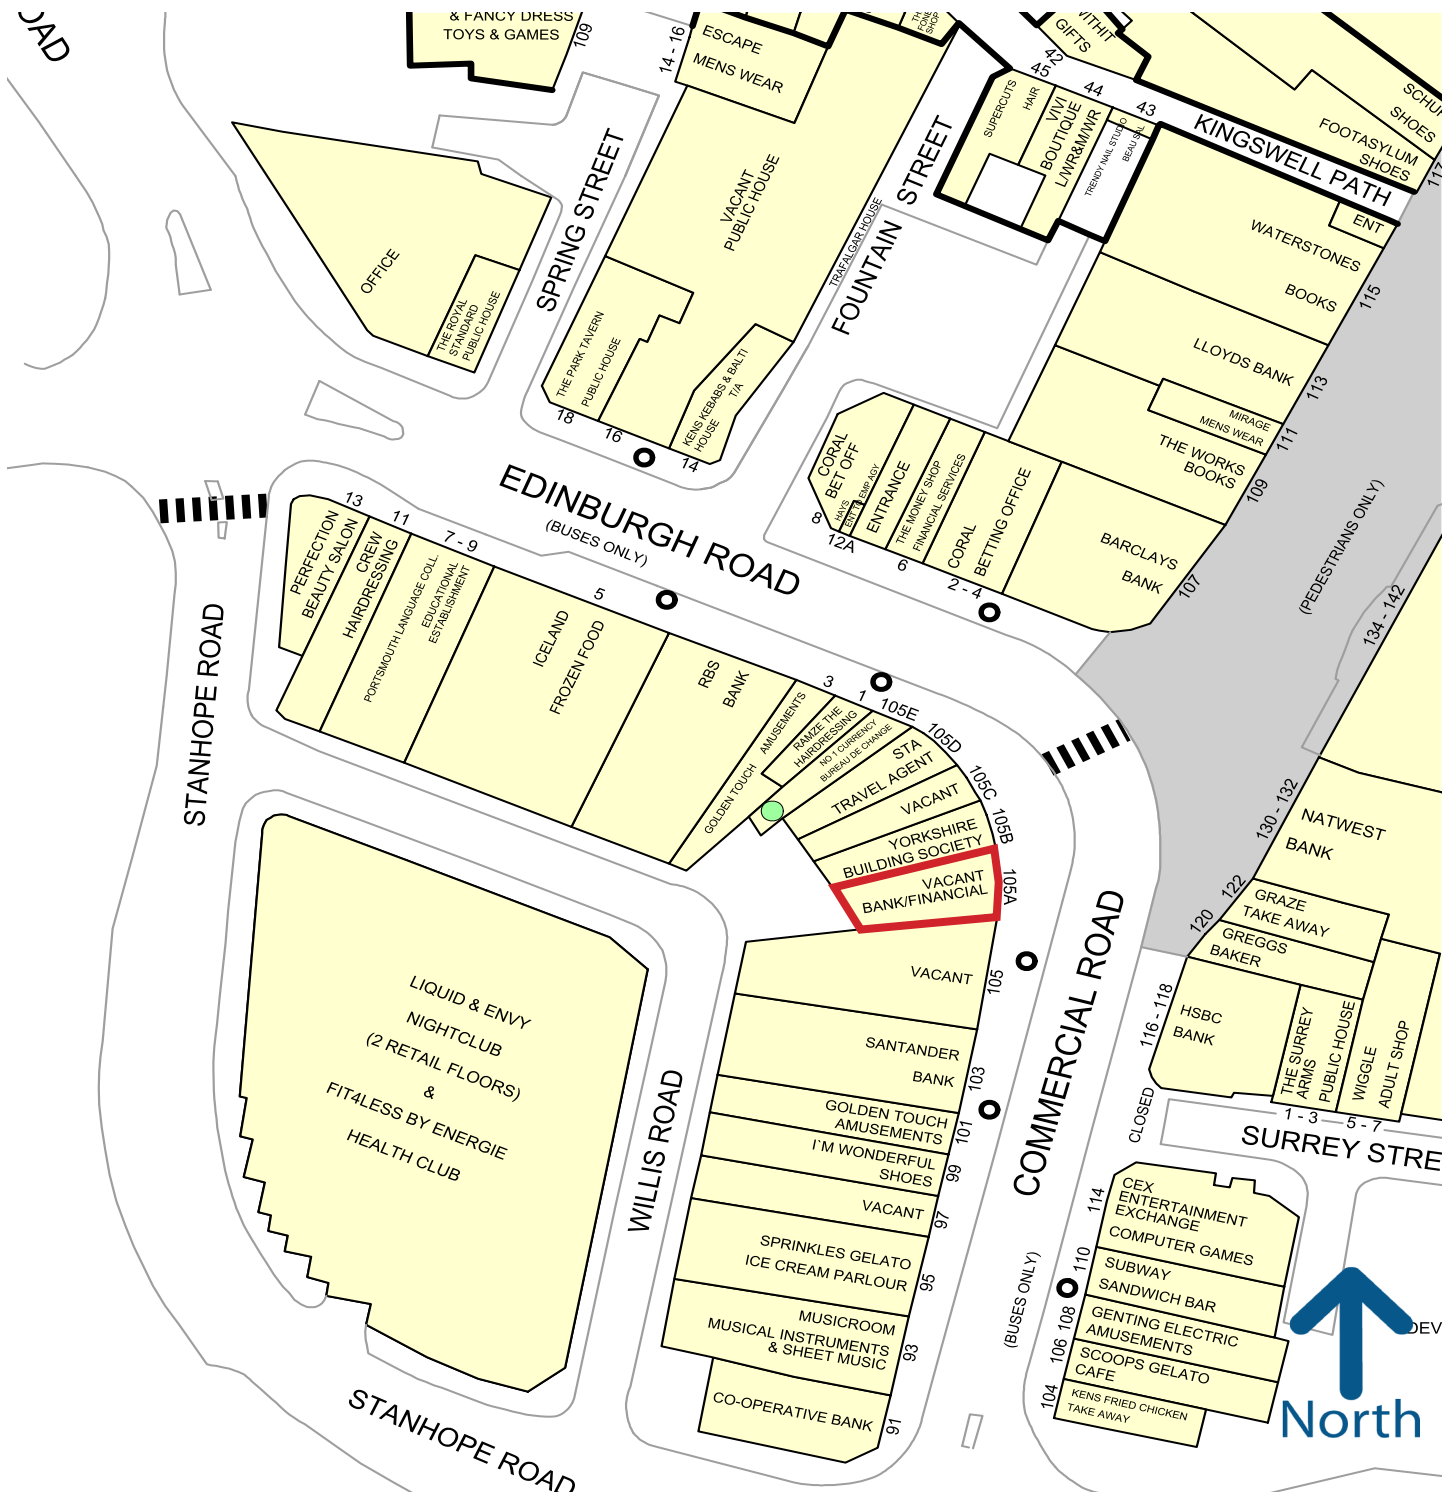 OAD
& FANCY DRESS
TOYS & GAMES
109
14 - 16
ESCAPE
MENS WEAR
WITHIT
GIFTS
42
45
44
43
SUPERCUTS
HAIR
VIVI
BOUTIQUE
L/WR&M/WR
TRENDY NAIL STUDIO
BEAU SAL
KINGSWELL PATH
SCHUH
SHOES
FOOTASYLUM
SHOES
117
ENT
WATERSTONES
BOOKS
115
LLOYDS BANK
113
MIRAGE
MENS WEAR
111
THE WORKS
BOOKS
109
BARCLAYS
BANK
107
(PEDESTRIANS ONLY)
134 - 142
OFFICE
THE ROYAL
STANDARD
PUBLIC HOUSE
SPRING STREET
VACANT
PUBLIC HOUSE
TRAFALGAR HOUSE
FOUNTAIN STREET
THE PARK TAVERN
PUBLIC HOUSE
KENS KEBABS & BALTI
HOUSE T/A
18
16
14
EDINBURGH ROAD
(BUSES ONLY)
CORAL
BET OFF
HAYS
ENT TO EMP AGY
ENTRANCE
THE MONEY SHOP
FINANCIAL SERVICES
CORAL
BETTING OFFICE
8
12A
6
2 - 4
13
11
7 - 9
5
3
1
105E
105D
105C
105B
105A
PERFECTION
BEAUTY SALON
CREW
HAIRDRESSING
PORTSMOUTH LANGUAGE COLL.
EDUCATIONAL
ESTABLISHMENT
ICELAND
FROZEN FOOD
RBS
BANK
GOLDEN TOUCH AMUSEMENTS
RAMZE THE
HAIRDRESSING
NO 1 CURRENCY
BUREAU DE CHANGE
STA
TRAVEL AGENT
VACANT
YORKSHIRE
BUILDING SOCIETY
VACANT
BANK/FINANCIAL
STANHOPE ROAD
130 - 132
NATWEST
BANK
122
GRAZE
TAKE AWAY
120
GREGGS
BAKER
116 - 118
HSBC
BANK
THE SURREY
ARMS
PUBLIC HOUSE
WIGGLE
ADULT SHOP
1 - 3
5 - 7
SURREY STRE
CLOSED
COMMERCIAL ROAD
(BUSES ONLY)
LIQUID & ENVY
NIGHTCLUB
(2 RETAIL FLOORS)
&
FIT4LESS BY ENERGIE
HEALTH CLUB
WILLIS ROAD
VACANT
105
SANTANDER
BANK
103
GOLDEN TOUCH
AMUSEMENTS
101
I`M WONDERFUL
SHOES
99
VACANT
97
SPRINKLES GELATO
ICE CREAM PARLOUR
95
MUSICROOM
MUSICAL INSTRUMENTS
& SHEET MUSIC
93
CO-OPERATIVE BANK
91
114
CEX
ENTERTAINMENT
EXCHANGE
COMPUTER GAMES
110
SUBWAY
SANDWICH BAR
108
GENTING ELECTRIC
AMUSEMENTS
106
SCOOPS GELATO
CAFE
104
KENS FRIED CHICKEN
TAKE AWAY
DEV
North
STANHOPE ROAD